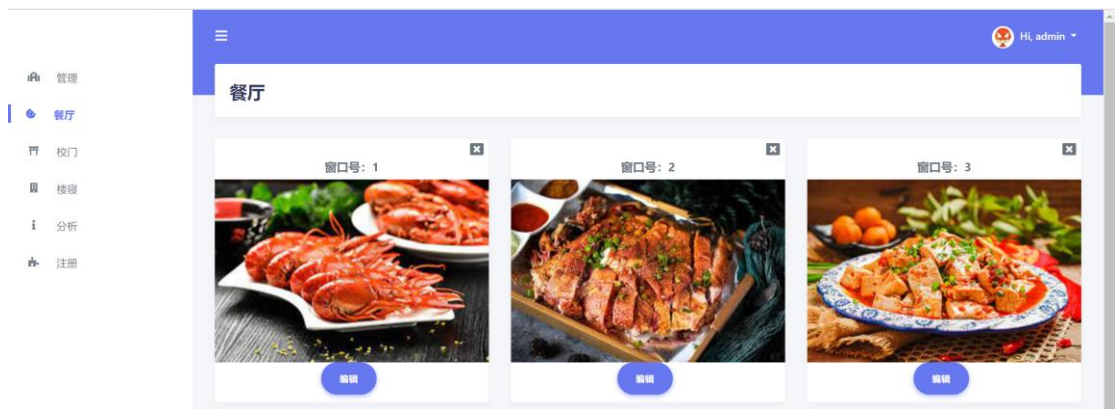 Hi, admin
管理
餐厅
校门
楼寝
分析
注册
餐厅
窗口号：1
窗口号：2
窗口号：3
编辑
编辑
编辑